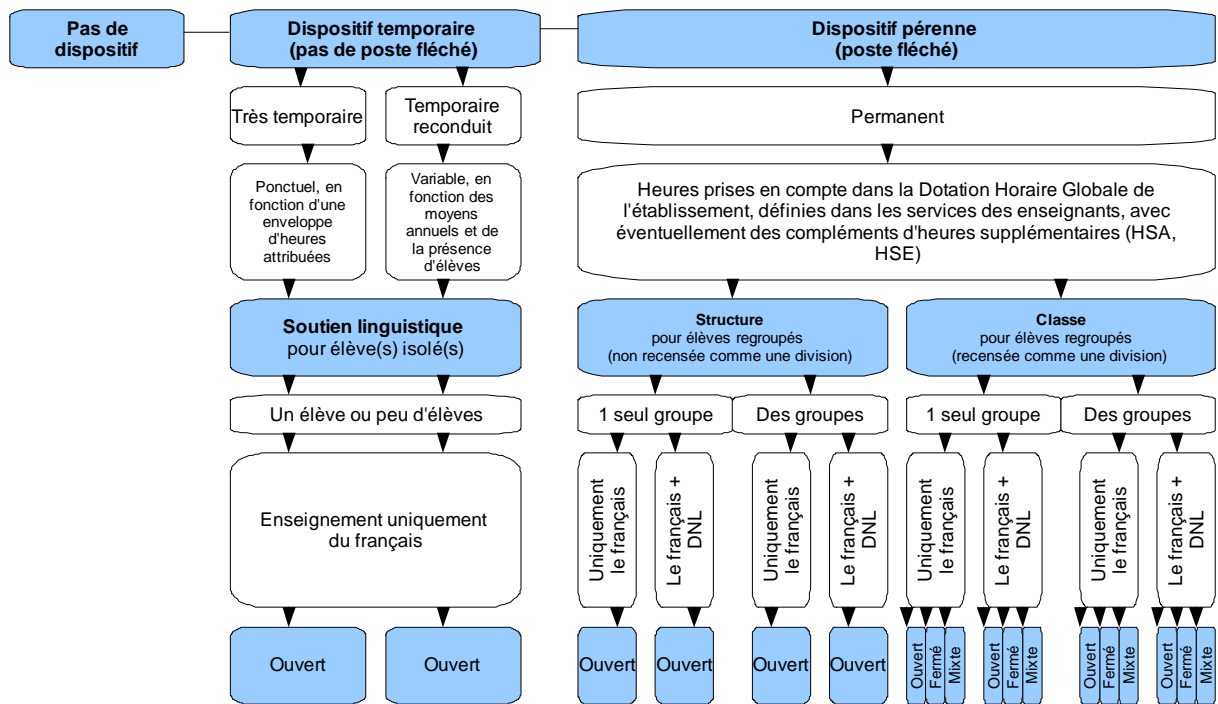 Pas de
dispositif
Dispositif temporaire
(pas de poste fléché)
Dispositif pérenne
(poste fléché)
Très temporaire
Temporaire
reconduit
Permanent
Ponctuel, en
fonction d'une
enveloppe
d'heures
attribuées
Variable, en
fonction des
moyens
annuels et de
la présence
d'élèves
Heures prises en compte dans la Dotation Horaire Globale de
l'établissement, définies dans les services des enseignants, avec
éventuellement des compléments d'heures supplémentaires (HSA,
HSE)
Soutien linguistique
pour élève(s) isolé(s)
Structure
pour élèves regroupés
(non recensée comme une division)
Classe
pour élèves regroupés
(recensée comme une division)
Un élève ou peu d'élèves
1 seul groupe
Des groupes
1 seul groupe
Des groupes
Enseignement uniquement
du français
Uniquement
le français
Le français +
DNL
Uniquement
le français
Le français +
DNL
Uniquement
le français
Le français +
DNL
Uniquement
le français
Le français +
DNL
Ouvert
Ouvert
Ouvert
Ouvert
Ouvert
Ouvert
Ouvert
Fermé
Mixte
Ouvert
Fermé
Mixte
Ouvert
Fermé
Mixte
Ouvert
Fermé
Mixte